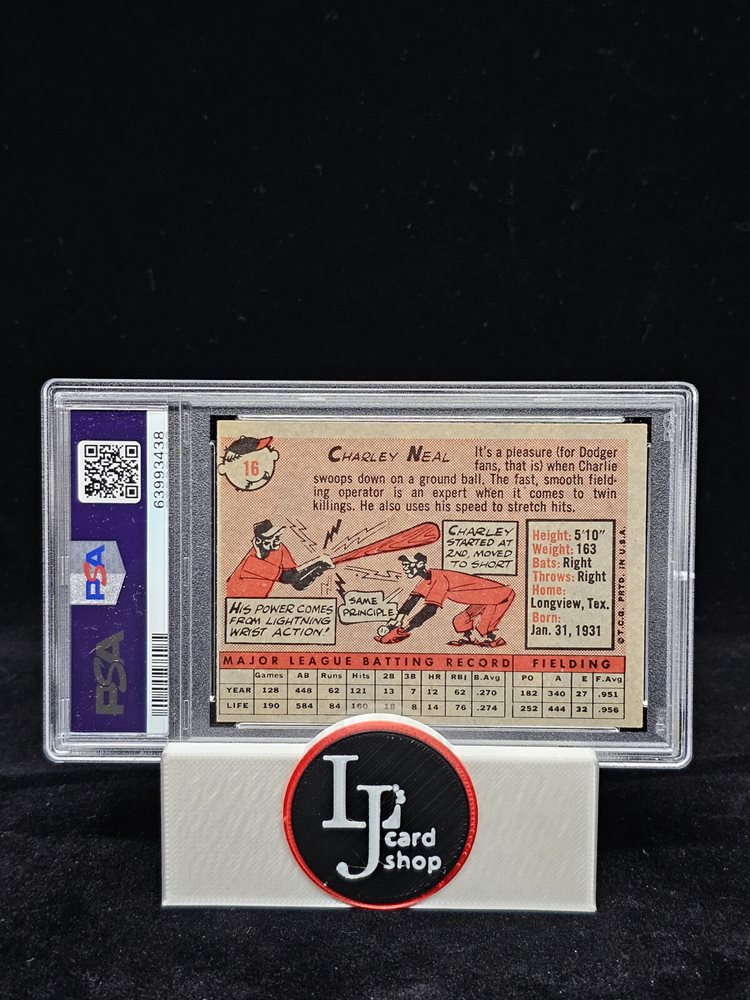 63993438
PSA
PSA
16
CHARLEY NEAL
It's a pleasure (for Dodger
fans, that is) when Charlie
swoops down on a ground ball. The fast, smooth field-
ing operator is an expert when it comes to twin
killings. He also uses his speed to stretch hits.
CHARLEY
STARTED AT
2ND, MOVED
TO SHORT
HIS POWER COMES
FROM LIGHTNING
WRIST ACTION!
SAME
PRINCIPLE
Height: 5'10"
Weight: 163
Bats: Right
Throws: Right
Home:
Longview, Tex.
Born:
Jan. 31, 1931
© T.C.G. PRTD. IN U.S.A.
MAJOR LEAGUE BATTING RECORD FIELDING
Games AB Runs Hits 2B 3B HR RBI B.Avg PO A E F.Avg
YEAR 128 448 62 121 13 7 12 62 .270 182 340 27 .951
LIFE 190 584 84 160 18 8 14 76 .274 252 444 32 .956
LJ's
card
shop